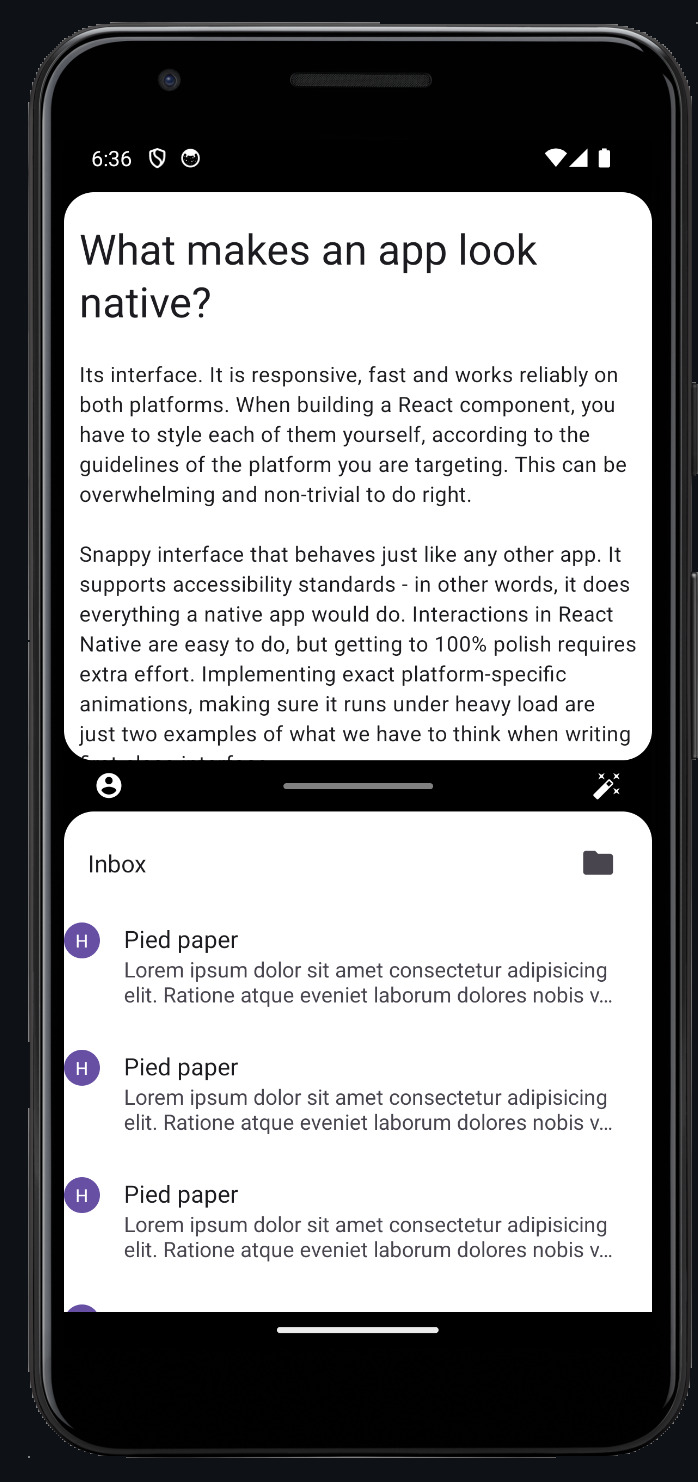 6:36
What makes an app look
native?
Its interface. It is responsive, fast and works reliably on
both platforms. When building a React component, you
have to style each of them yourself, according to the
guidelines of the platform you are targeting. This can be
overwhelming and non-trivial to do right.
Snappy interface that behaves just like any other app. It
supports accessibility standards - in other words, it does
everything a native app would do. Interactions in React
Native are easy to do, but getting to 100% polish requires
extra effort. Implementing exact platform-specific
animations, making sure it runs under heavy load are
just two examples of what we have to think when writing
Inbox
H
Pied paper
Lorem ipsum dolor sit amet consectetur adipisicing
elit. Ratione atque eveniet laborum dolores nobis v...
H
Pied paper
Lorem ipsum dolor sit amet consectetur adipisicing
elit. Ratione atque eveniet laborum dolores nobis v...
H
Pied paper
Lorem ipsum dolor sit amet consectetur adipisicing
elit. Ratione atque eveniet laborum dolores nobis v...